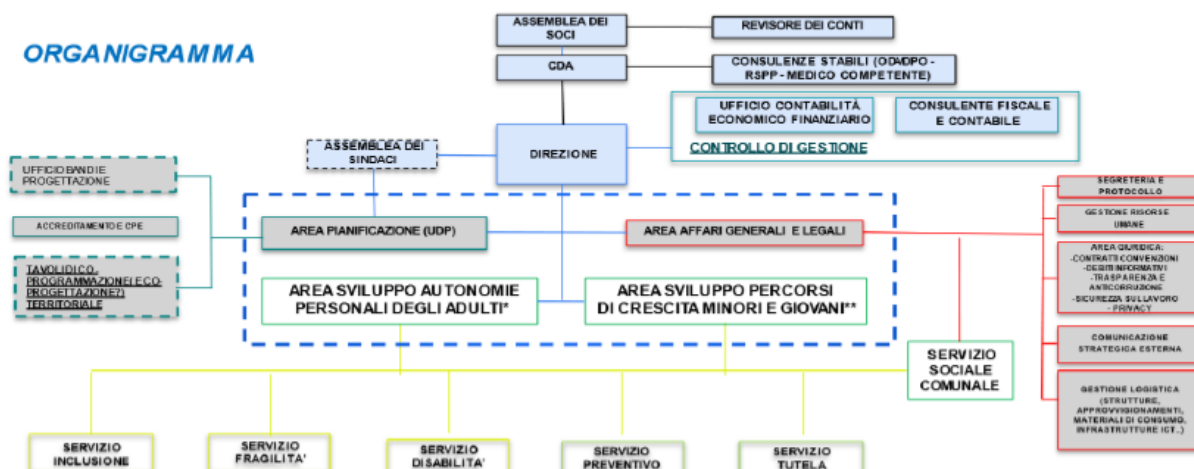 ORGANIGRAMMA
ASSEMBLEA DEI
SOCI
REVISORE DEI CONTI
CDA
CONSULENZE STABILI (ODV/DPO -
RSPP - MEDICO COMPETENTE)
UFFICIO CONTABILITÀ
ECONOMICO FINANZIARIO
CONSULENTE FISCALE
E CONTABILE
CONTROLLO DI GESTIONE
DIREZIONE
ASSEMBLEA DEI
SINDACI
UFFICIO BANDI E
PROGETTAZIONE
ACCREDITAMENTO E CPE
TAVOLI DI CO-
PROGRAMMAZIONE (E CO-
PROGETTAZIONE?)
TERRITORIALE
AREA PIANIFICAZIONE (UDP)
AREA AFFARI GENERALI E LEGALI
AREA SVILUPPO AUTONOMIE
PERSONALI DEGLI ADULTI*
AREA SVILUPPO PERCORSI
DI CRESCITA MINORI E GIOVANI**
SEGRETERIA E
PROTOCOLLO
GESTIONE RISORSE
UMANE
AREA GIURIDICA:
-CONTRATTI CONVENZIONI
-DEBITI INFORMATIVI
-TRASPARENZA E
ANTICORRUZIONE
-SICUREZZA SUL LAVORO
- PRIVACY
COMUNICAZIONE
STRATEGICA ESTERNA
GESTIONE LOGISTICA
(STRUTTURE,
APPROVVIGIONAMENTI,
MATERIALI DI CONSUMO,
INFRASTRUTTURE ICT..)
SERVIZIO
SOCIALE
COMUNALE
SERVIZIO
INCLUSIONE
SERVIZIO
FRAGILITA'
SERVIZIO
DISABILITA'
SERVIZIO
PREVENTIVO
SERVIZIO
TUTELA